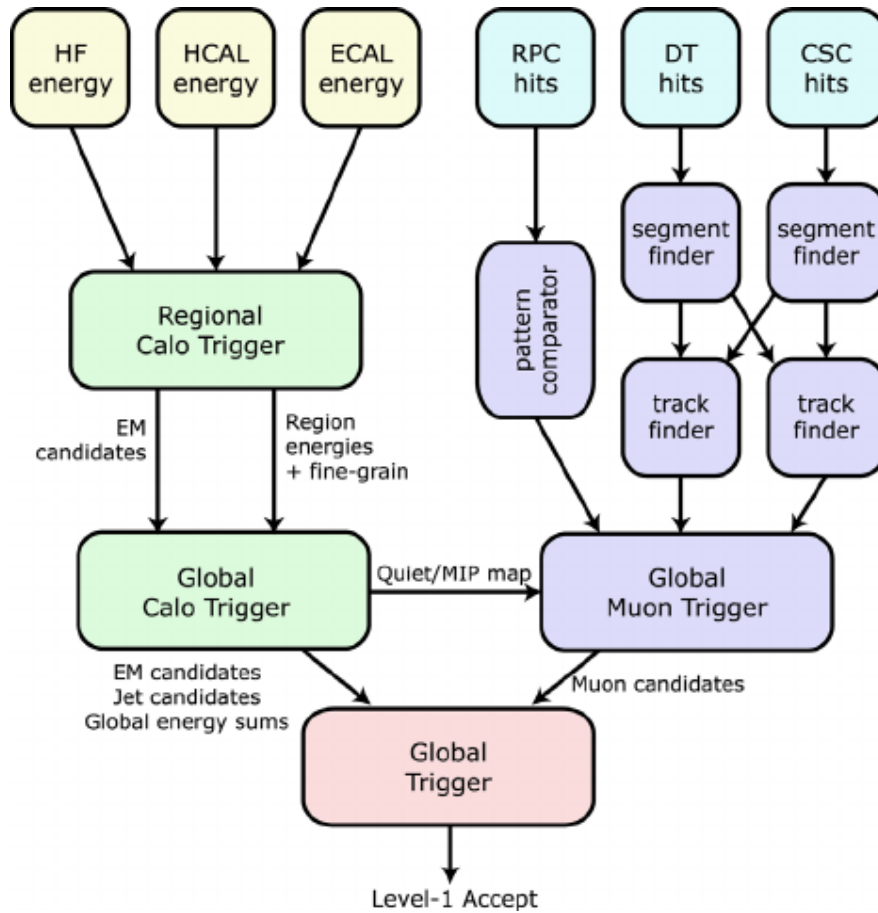 HF
energy
HCAL
energy
ECAL
energy
RPC
hits
DT
hits
CSC
hits
segment
finder
segment
finder
pattern
comparator
Regional
Calo Trigger
track
finder
track
finder
EM
candidates
Region
energies
+ fine-grain
Global
Calo Trigger
Quiet/MIP map
Global
Muon Trigger
EM candidates
Jet candidates
Global energy sums
Muon candidates
Global
Trigger
Level-1 Accept